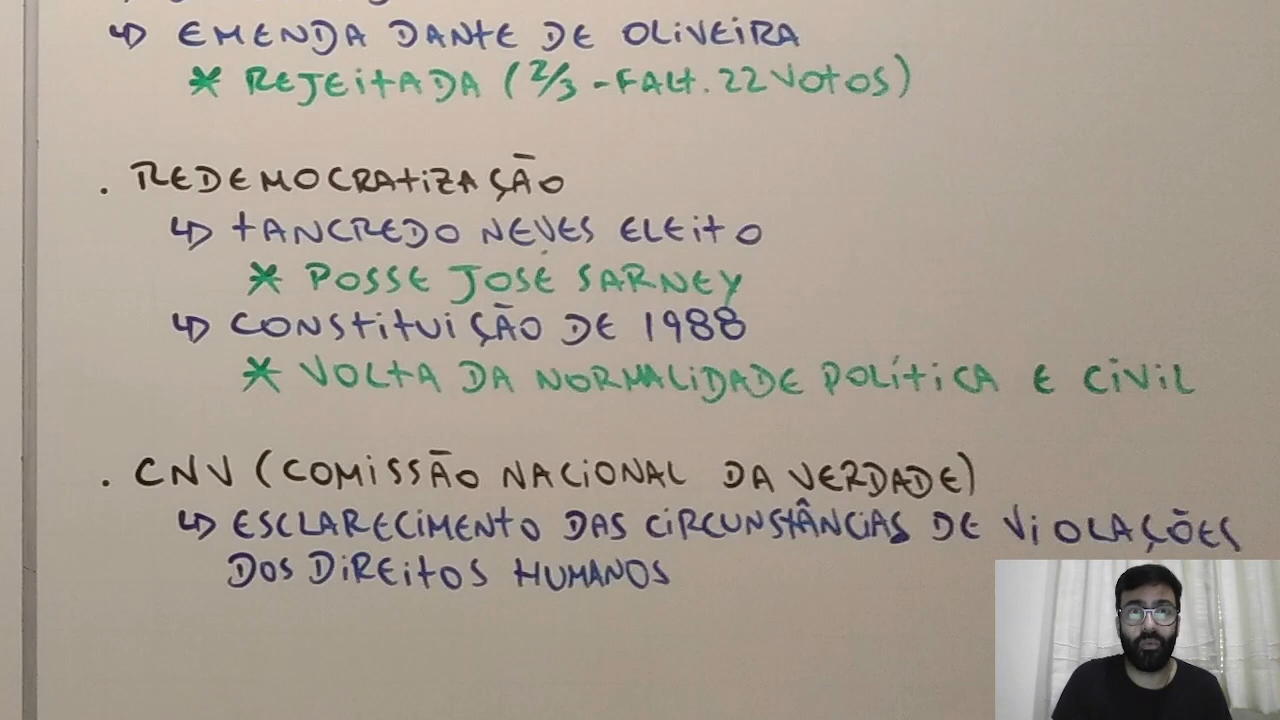 ↳ EMENDA DANTE DE OLIVEIRA
* REJEITADA (2/3 - FALT. 22 VOTOS)
. REDEMOCRATIZAÇÃO
↳ TANCREDO NEVES ELEITO
* POSSE JOSÉ SARNEY
↳ CONSTITUIÇÃO DE 1988
* VOLTA DA NORMALIDADE POLÍTICA E CIVIL
. CNV (COMISSÃO NACIONAL DA VERDADE)
↳ ESCLARECIMENTO DAS CIRCUNSTÂNCIAS DE VIOLAÇÕES
DOS DIREITOS HUMANOS